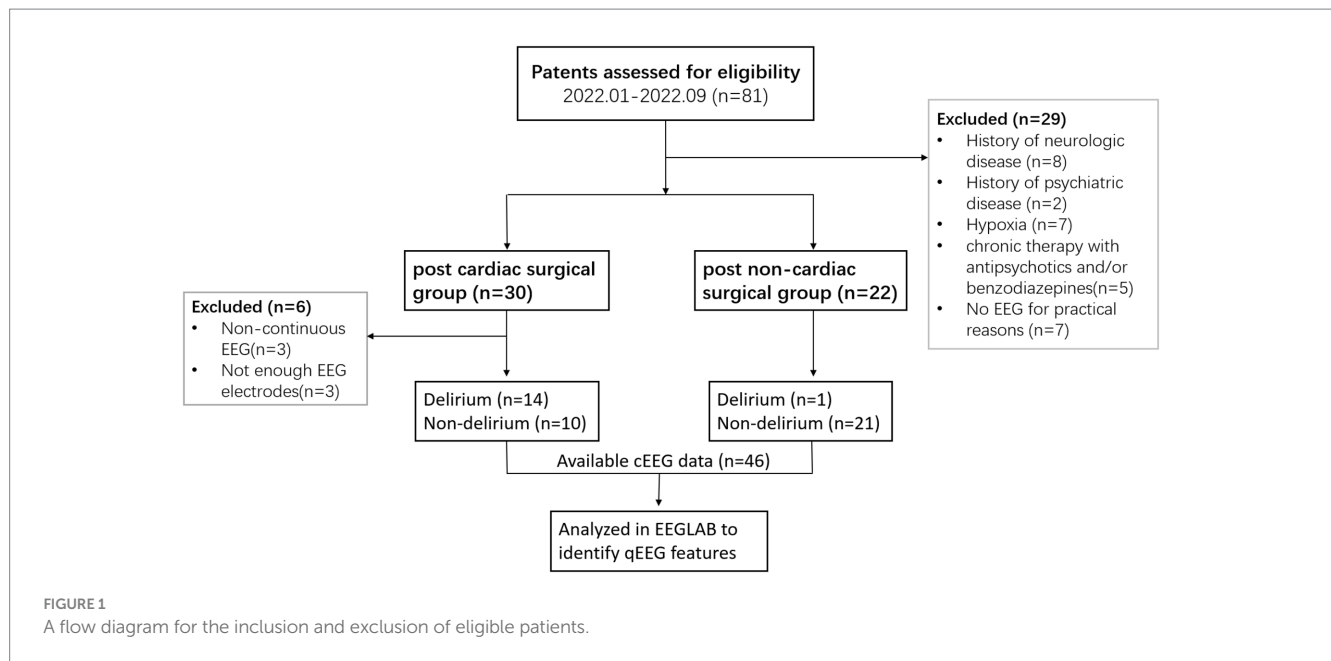 Patents assessed for eligibility
2022.01-2022.09 (n=81)
Excluded (n=29)
• History of neurologic
disease (n=8)
• History of psychiatric
disease (n=2)
• Hypoxia (n=7)
• chronic therapy with
antipsychotics and/or
benzodiazepines(n=5)
• No EEG for practical
reasons (n=7)
post cardiac surgical
group (n=30)
post non-cardiac
surgical group (n=22)
Excluded (n=6)
• Non-continuous
EEG(n=3)
• Not enough EEG
electrodes(n=3)
Delirium (n=14)
Non-delirium (n=10)
Delirium (n=1)
Non-delirium (n=21)
Available cEEG data (n=46)
Analyzed in EEGLAB to
identify qEEG features
FIGURE 1
A flow diagram for the inclusion and exclusion of eligible patients.